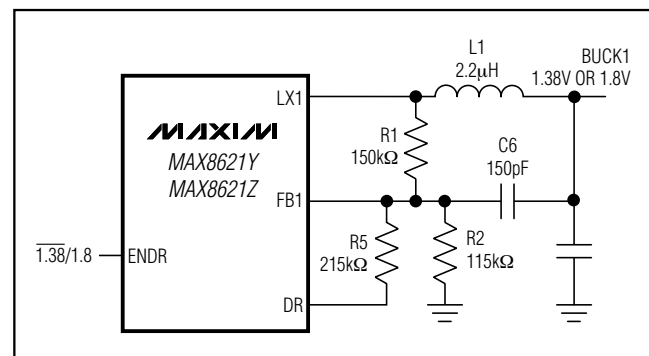 L1
2.2μH
BUCK1
1.38V OR 1.8V
LX1
MAXIM
MAX8621Y
MAX8621Z
R1
150kΩ
C6
150pF
FB1
R5
215kΩ
R2
115kΩ
1.38/1.8
ENDR
DR